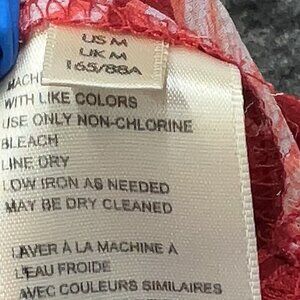 US M
UK M
165/88A
MACH
WITH LIKE COLORS
USE ONLY NON-CHLORINE
BLEACH
LINE DRY
LOW IRON AS NEEDED
MAY BE DRY CLEANED
LAVER À LA MACHINE À
L'EAU FROIDE
AVEC COULEURS SIMILAIRES